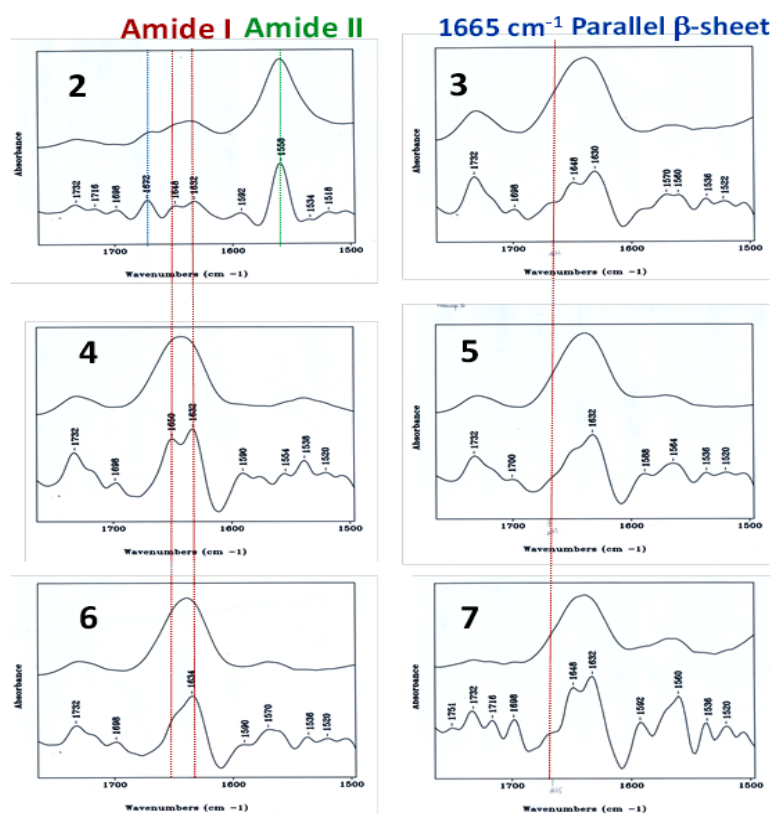 Amide I Amide II 1665 cm⁻¹ Parallel β-sheet
2
Absorbance
1732
1716
1698
1672
1648
1632
1592
1558
1534
1518
1700 1600 1500
Wavenumbers (cm -1)
3
Absorbance
1732
1698
1648
1630
1570
1560
1536
1522
1700 1600 1500
Wavenumbers (cm -1)
4
Absorbance
1732
1698
1650
1632
1590
1554
1538
1520
1700 1600 1500
Wavenumbers (cm -1)
5
Absorbance
1732
1700
1632
1588
1564
1536
1520
1700 1600 1500
Wavenumbers (cm -1)
6
Absorbance
1732
1698
1634
1590
1570
1536
1520
1700 1600 1500
Wavenumbers (cm -1)
7
Absorbance
1751
1732
1716
1698
1648
1632
1592
1560
1536
1520
1700 1600 1500
Wavenumbers (cm -1)